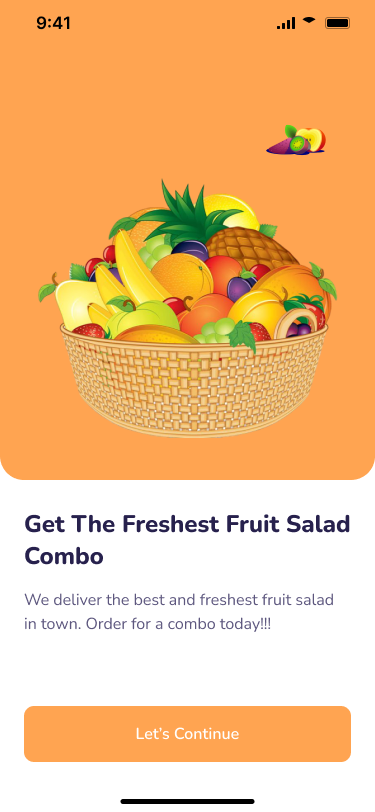 9:41
Get The Freshest Fruit Salad
Combo
We deliver the best and freshest fruit salad
in town. Order for a combo today!!!
Let’s Continue